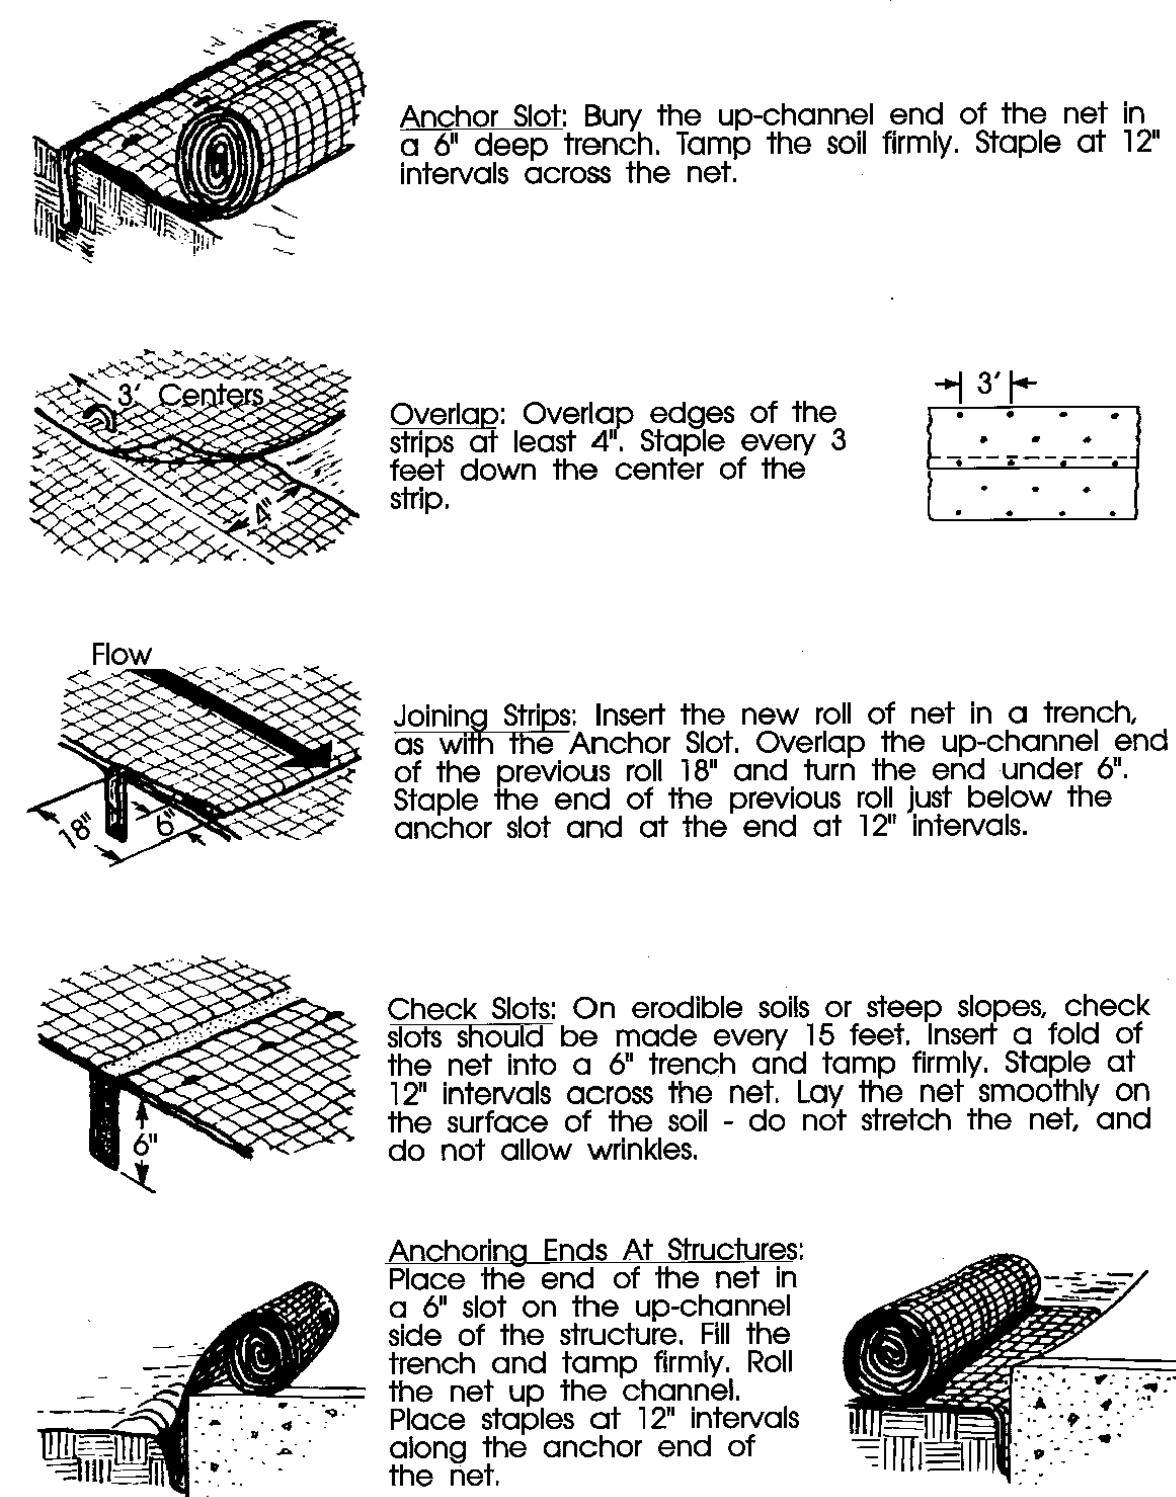 Anchor Slot: Bury the up-channel end of the net in
a 6" deep trench. Tamp the soil firmly. Staple at 12"
intervals across the net.
3' Centers
4"
Overlap: Overlap edges of the
strips at least 4". Staple every 3
feet down the center of the
strip.
3'
Flow
18"
6"
Joining Strips: Insert the new roll of net in a trench,
as with the Anchor Slot. Overlap the up-channel end
of the previous roll 18" and turn the end under 6".
Staple the end of the previous roll just below the
anchor slot and at the end at 12" intervals.
6"
Check Slots: On erodible soils or steep slopes, check
slots should be made every 15 feet. Insert a fold of
the net into a 6" trench and tamp firmly. Staple at
12" intervals across the net. Lay the net smoothly on
the surface of the soil - do not stretch the net, and
do not allow wrinkles.
Anchoring Ends At Structures:
Place the end of the net in
a 6" slot on the up-channel
side of the structure. Fill the
trench and tamp firmly. Roll
the net up the channel.
Place staples at 12" intervals
along the anchor end of
the net.